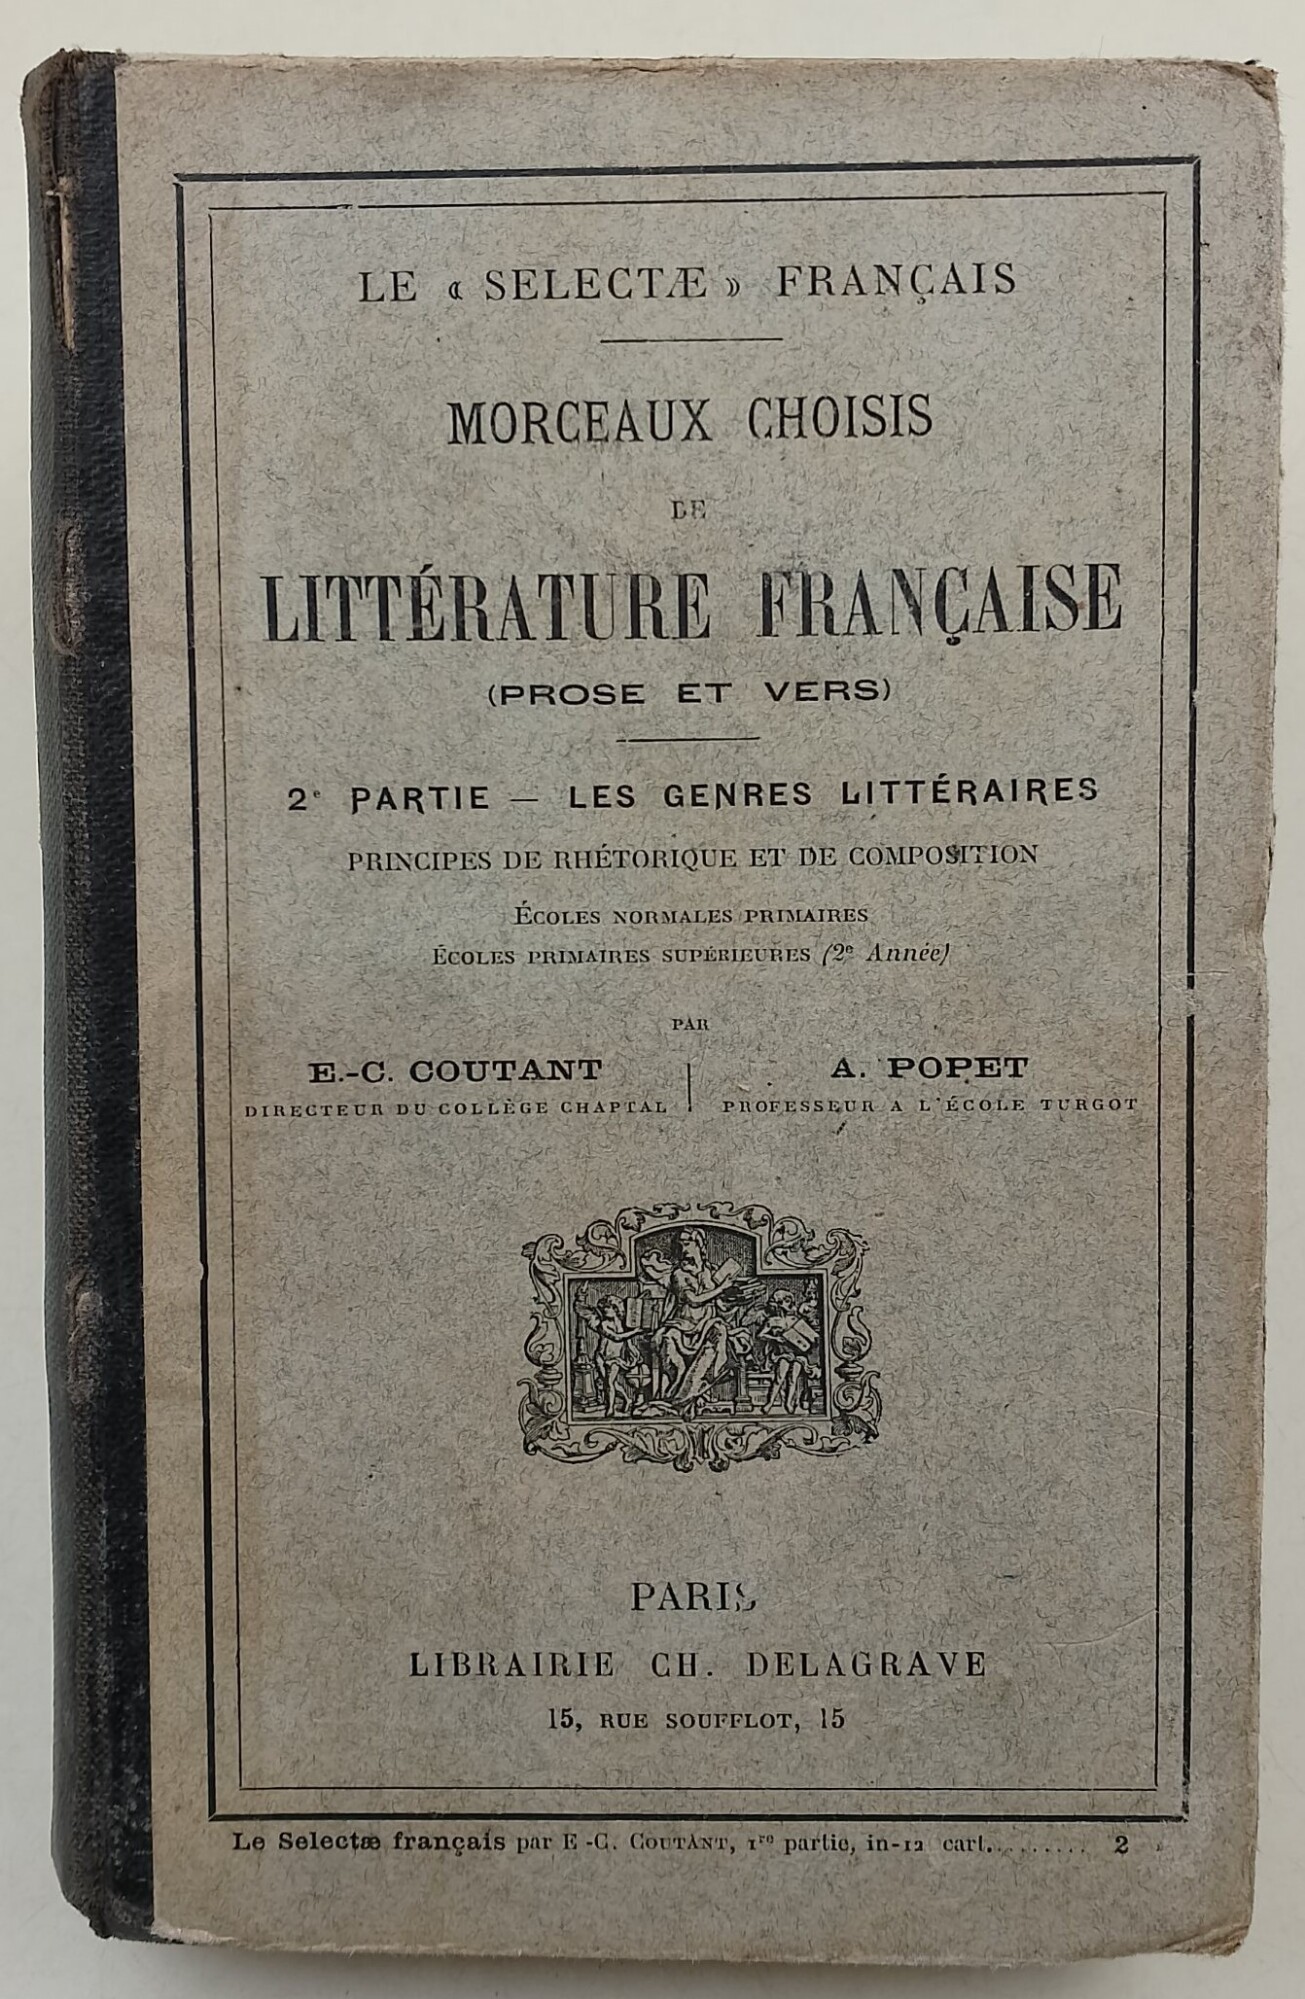 LE « SELECTÆ » FRANÇAIS
MORCEAUX CHOISIS
DE
LITTÉRATURE FRANÇAISE
(PROSE ET VERS)
2e PARTIE — LES GENRES LITTÉRAIRES
PRINCIPES DE RHÉTORIQUE ET DE COMPOSITION
ÉCOLES NORMALES PRIMAIRES
ÉCOLES PRIMAIRES SUPÉRIEURES (2e Année)
PAR
E.-C. COUTANT
DIRECTEUR DU COLLÈGE CHAPTAL
A. POPET
PROFESSEUR A L'ÉCOLE TURGOT
PARIS
LIBRAIRIE CH. DELAGRAVE
15, RUE SOUFFLOT, 15
Le Selectæ français par E.-C. COUTANT, 1re partie, in-12 cart.......... 2 »